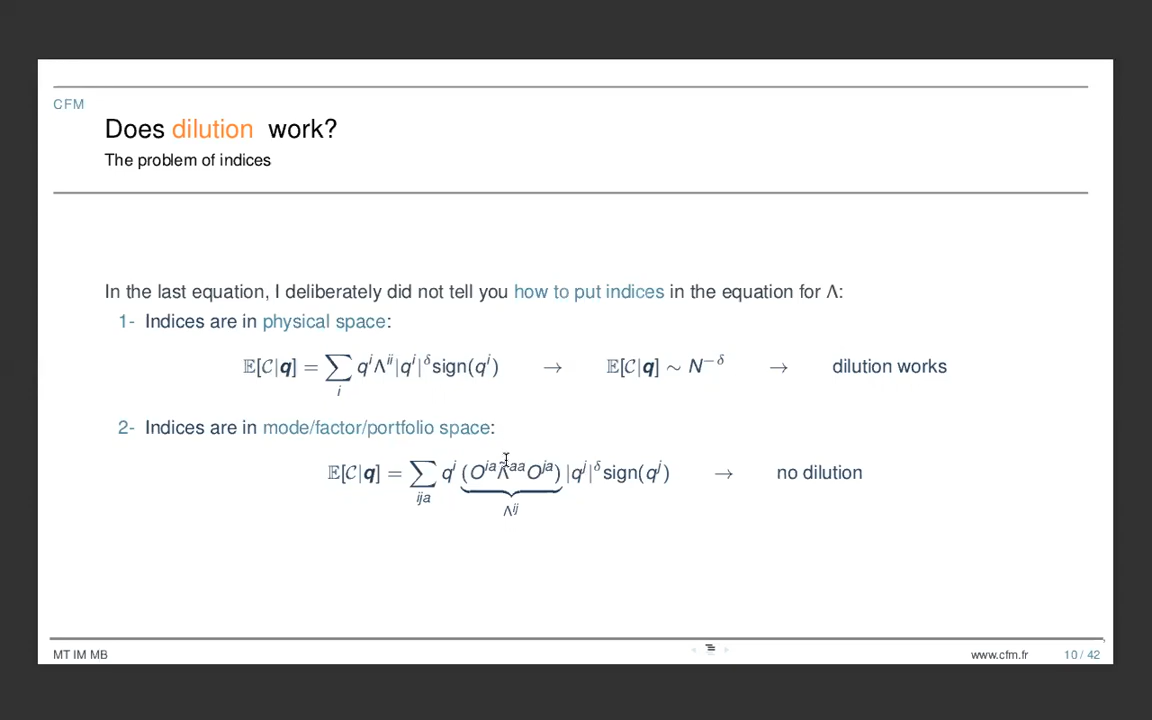 CFM
Does dilution work?
The problem of indices
In the last equation, I deliberately did not tell you how to put indices in the equation for Λ:
1- Indices are in physical space:
𝔼[𝒞|q] = ∑_i q^i Λ^{ii} |q^i|^δ sign(q^i) → 𝔼[𝒞|q] ∼ N^{−δ} → dilution works
2- Indices are in mode/factor/portfolio space:
𝔼[𝒞|q] = ∑_{ija} q^i (O^{ia} Λ̃^{aa} O^{ja}) |q^j|^δ sign(q^j) → no dilution
Λ^{ij}
MT IM MB
www.cfm.fr
10 / 42